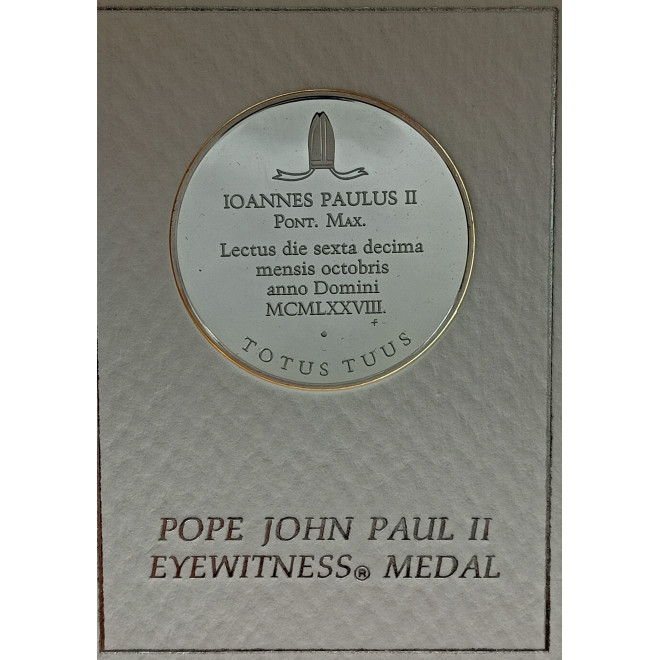 IOANNES PAULUS II
PONT. MAX.
Lectus die sexta decima
mensis octobris
anno Domini
MCMLXXVIII.
TOTUS TUUS
POPE JOHN PAUL II
EYEWITNESS® MEDAL